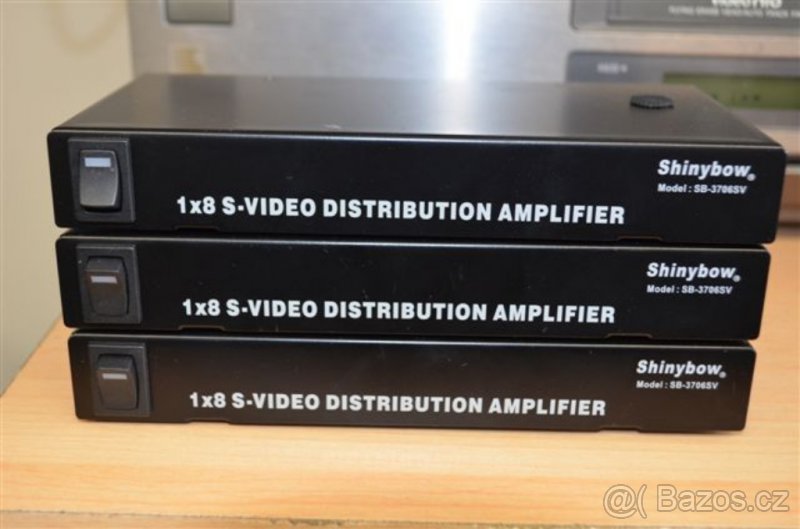 Shinybow®
Model : SB-3706SV
1x8 S-VIDEO DISTRIBUTION AMPLIFIER
Shinybow®
Model : SB-3706SV
1x8 S-VIDEO DISTRIBUTION AMPLIFIER
Shinybow®
Model : SB-3706SV
1x8 S-VIDEO DISTRIBUTION AMPLIFIER
@( Bazos.cz